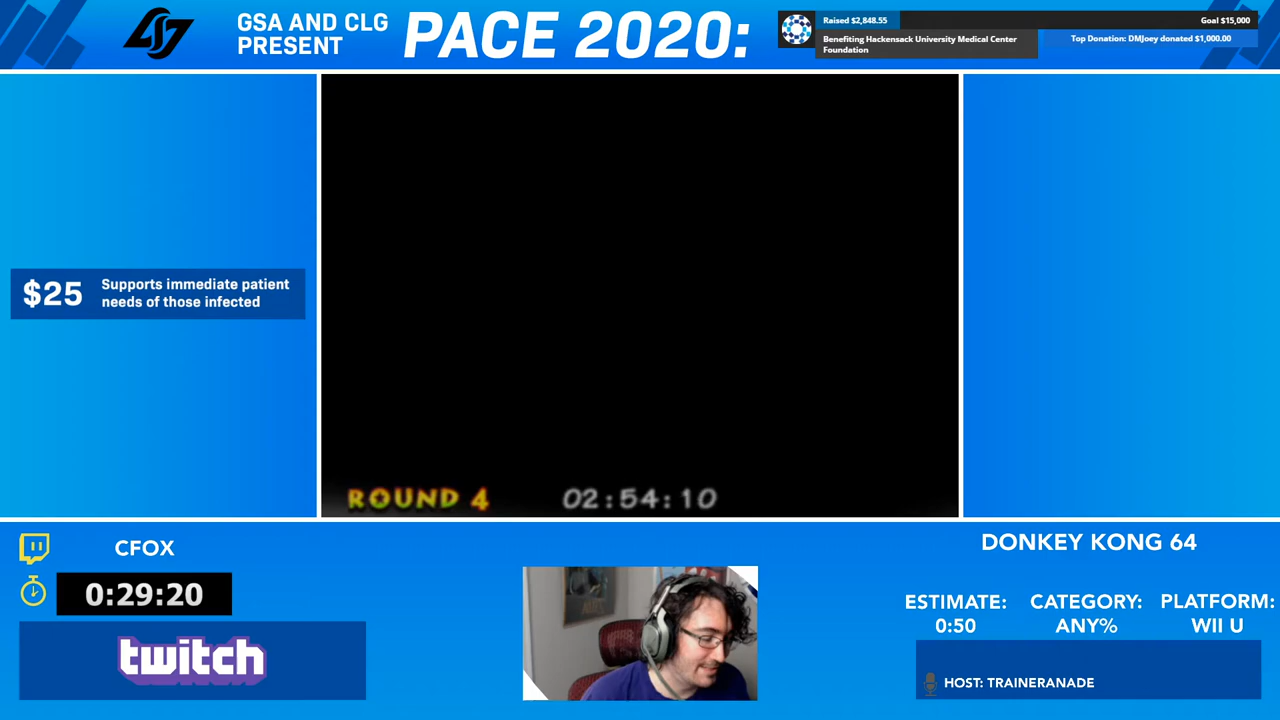 GSA AND CLG
PRESENT
PACE 2020:
Raised $2,848.55
Goal $15,000
Benefiting Hackensack University Medical Center
Foundation
Top Donation: DMJoey donated $1,000.00
$25
Supports immediate patient
needs of those infected
ROUND 4
02:54:10
CFOX
0:29:20
twitch
DONKEY KONG 64
ESTIMATE:
0:50
CATEGORY:
ANY%
PLATFORM:
WII U
HOST: TRAINERANADE